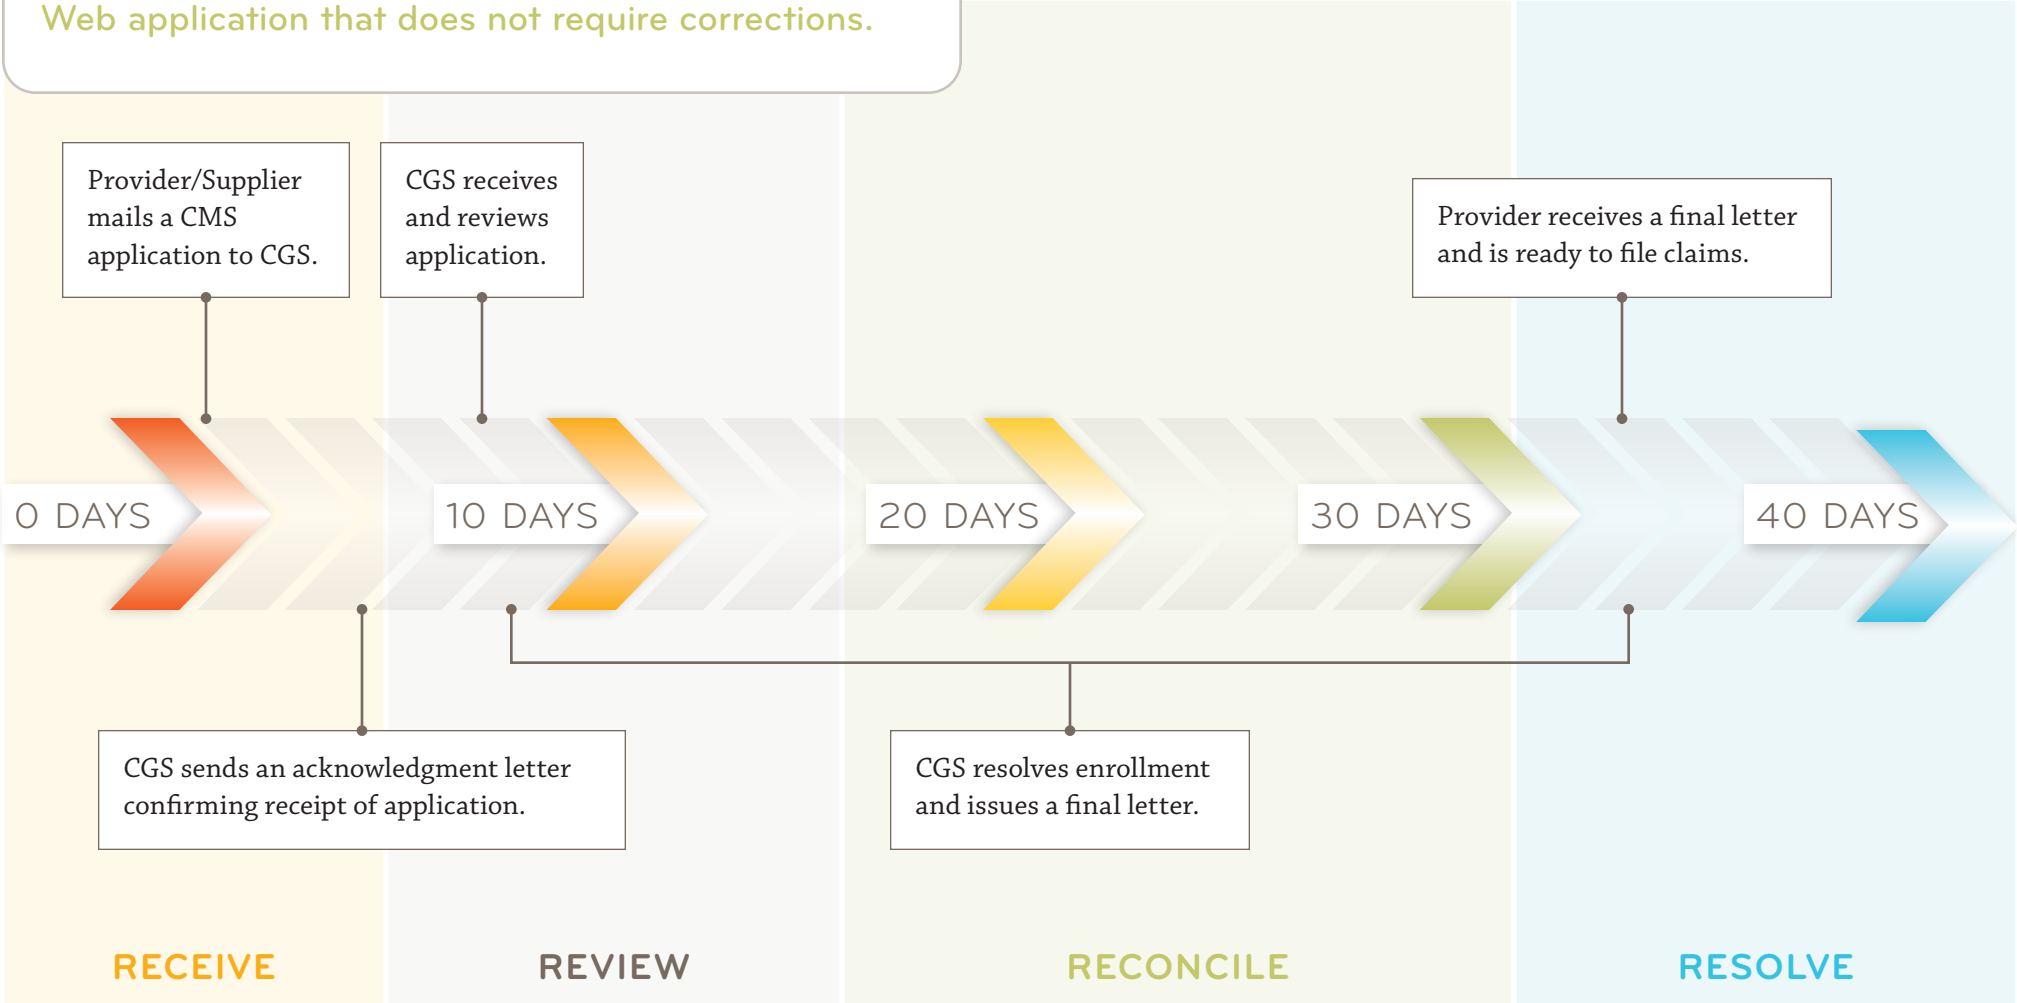 Web application that does not require corrections.
Provider/Supplier
mails a CMS
application to CGS.
CGS receives
and reviews
application.
Provider receives a final letter
and is ready to file claims.
0 DAYS
10 DAYS
20 DAYS
30 DAYS
40 DAYS
CGS sends an acknowledgment letter
confirming receipt of application.
CGS resolves enrollment
and issues a final letter.
RECEIVE
REVIEW
RECONCILE
RESOLVE